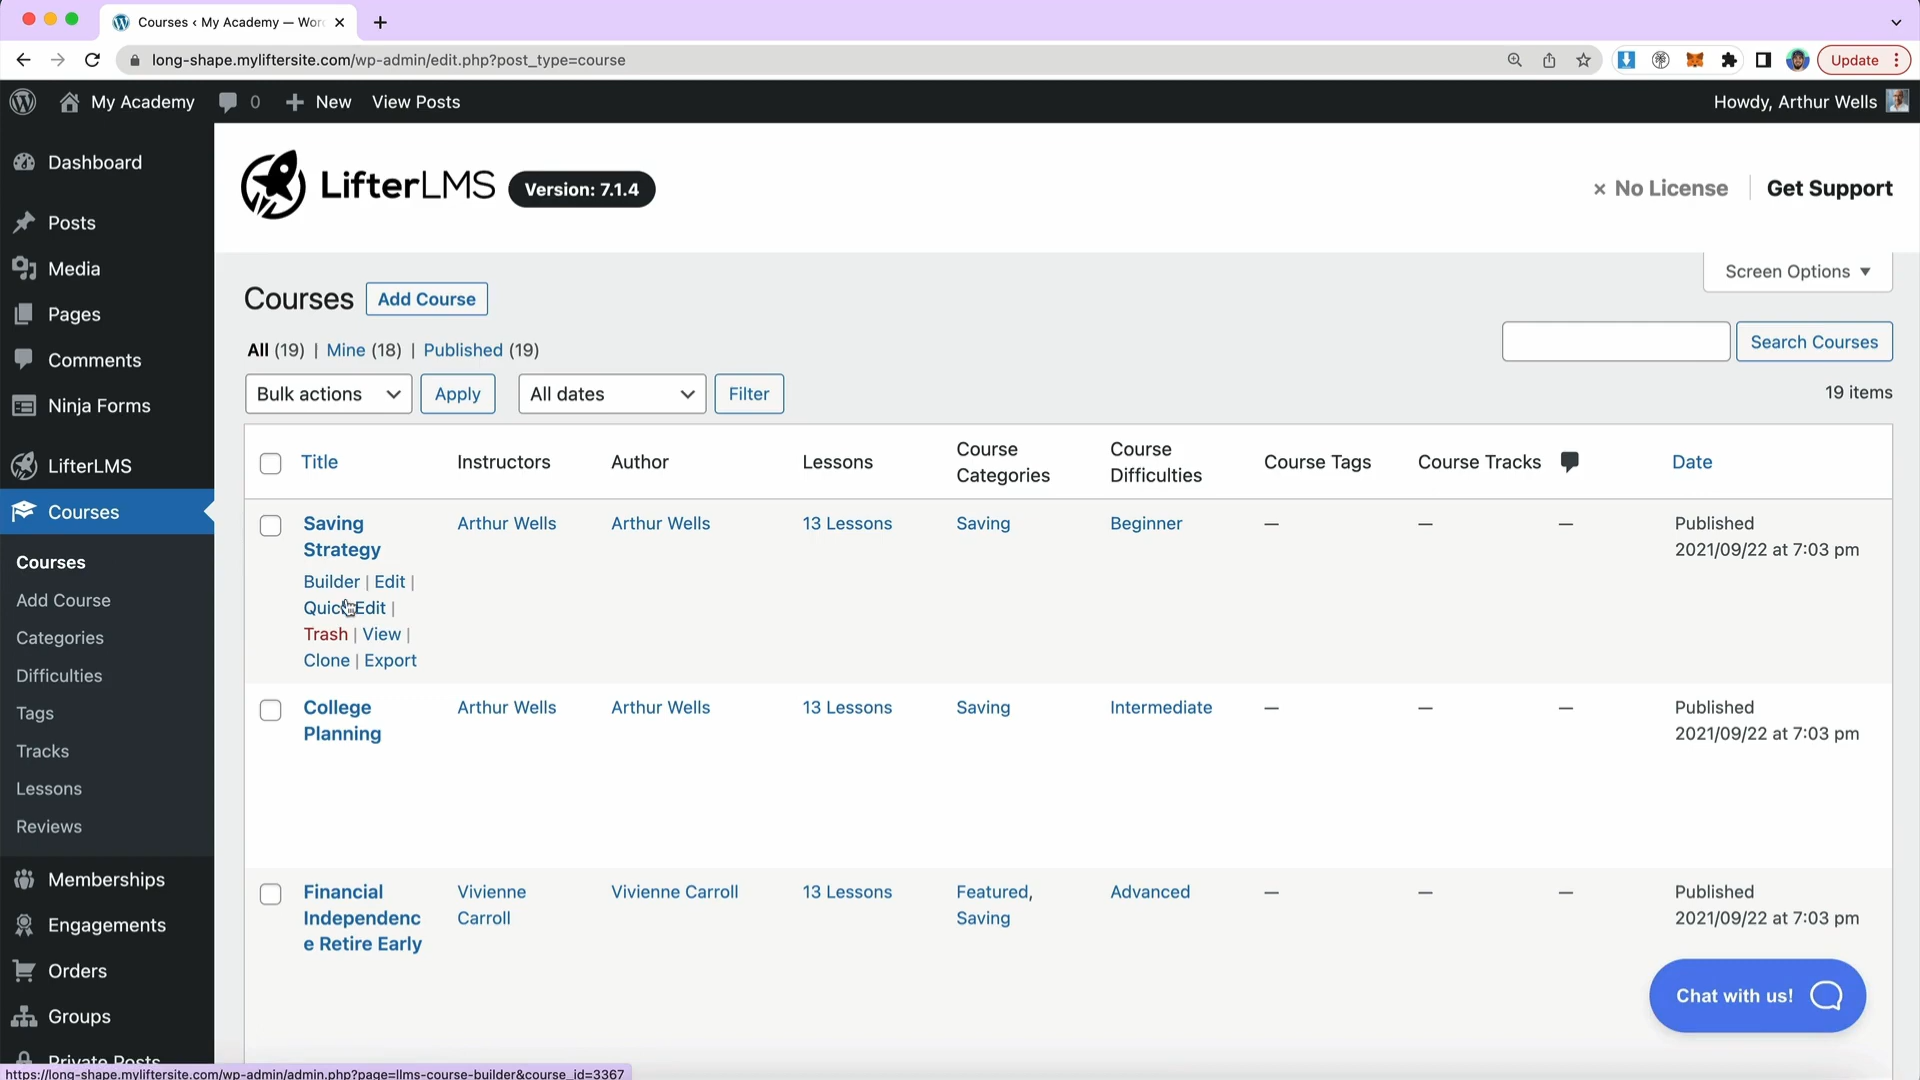 Courses ‹ My Academy — Wor
long-shape.myliftersite.com/wp-admin/edit.php?post_type=course
Update
My Academy
0
New
View Posts
Howdy, Arthur Wells
Dashboard
Posts
Media
Pages
Comments
Ninja Forms
LifterLMS
Courses
Courses
Add Course
Categories
Difficulties
Tags
Tracks
Lessons
Reviews
Memberships
Engagements
Orders
Groups
Private Posts
LifterLMS Version: 7.1.4
× No License
Get Support
Screen Options ▼
Courses Add Course
All (19) | Mine (18) | Published (19)
Search Courses
Bulk actions Apply All dates Filter
19 items
Title Instructors Author Lessons Course Categories Course Difficulties Course Tags Course Tracks Date
Saving Arthur Wells Arthur Wells 13 Lessons Saving Beginner — — — Published
Strategy 2021/09/22 at 7:03 pm
Builder | Edit |
Quick Edit |
Trash | View |
Clone | Export
College Arthur Wells Arthur Wells 13 Lessons Saving Intermediate — — — Published
Planning 2021/09/22 at 7:03 pm
Financial Vivienne Vivienne Carroll 13 Lessons Featured, Advanced — — — Published
Independenc Carroll Saving 2021/09/22 at 7:03 pm
e Retire Early
Chat with us!
https://long-shape.myliftersite.com/wp-admin/admin.php?page=llms-course-builder&course_id=3367